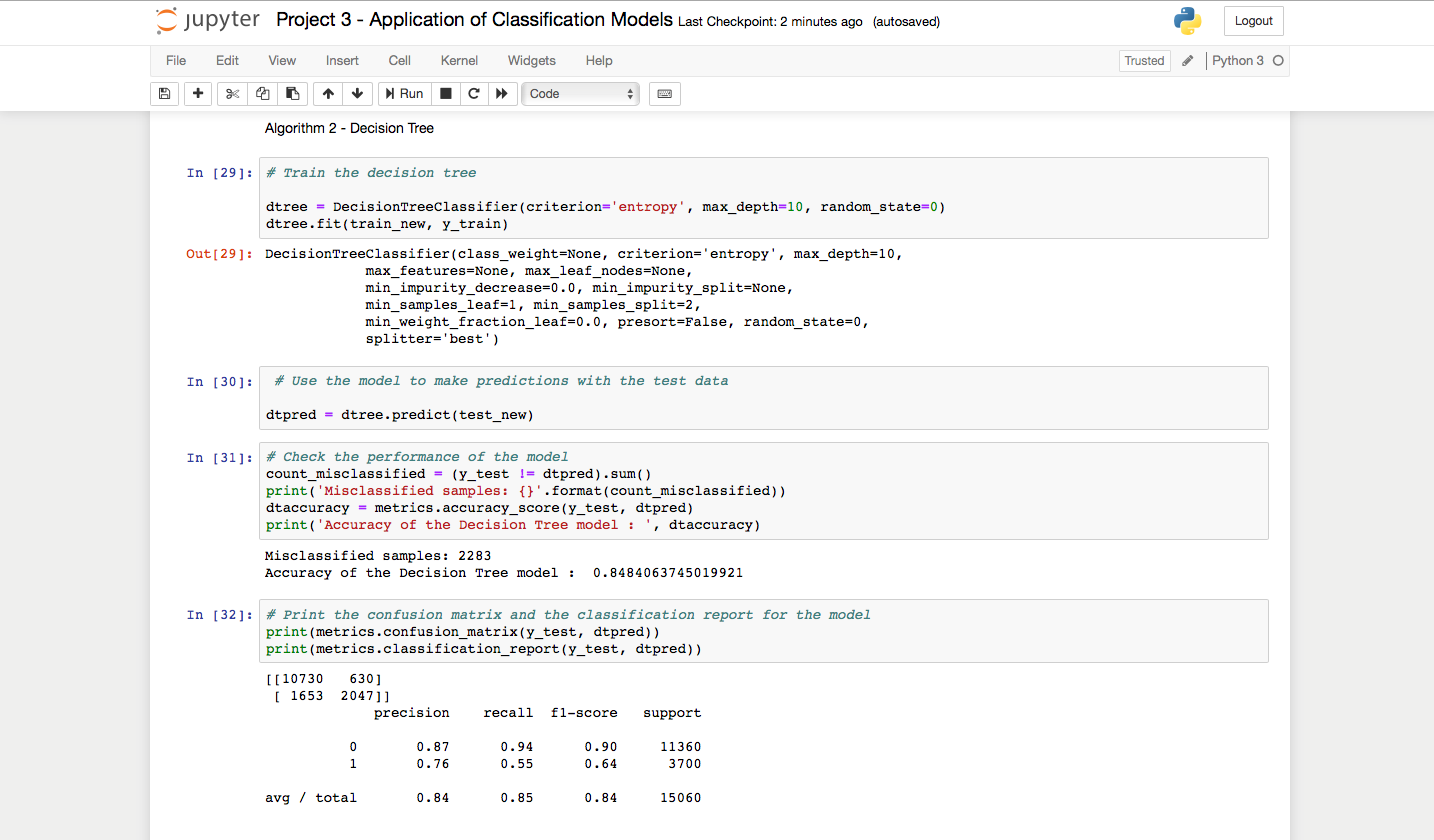 jupyter Project 3 - Application of Classification Models Last Checkpoint: 2 minutes ago (autosaved) Logout
File Edit View Insert Cell Kernel Widgets Help Trusted Python 3
Run Code
Algorithm 2 - Decision Tree
In [29]: # Train the decision tree
dtree = DecisionTreeClassifier(criterion='entropy', max_depth=10, random_state=0)
dtree.fit(train_new, y_train)
Out[29]: DecisionTreeClassifier(class_weight=None, criterion='entropy', max_depth=10,
            max_features=None, max_leaf_nodes=None,
            min_impurity_decrease=0.0, min_impurity_split=None,
            min_samples_leaf=1, min_samples_split=2,
            min_weight_fraction_leaf=0.0, presort=False, random_state=0,
            splitter='best')
In [30]:  # Use the model to make predictions with the test data
dtpred = dtree.predict(test_new)
In [31]: # Check the performance of the model
count_misclassified = (y_test != dtpred).sum()
print('Misclassified samples: {}'.format(count_misclassified))
dtaccuracy = metrics.accuracy_score(y_test, dtpred)
print('Accuracy of the Decision Tree model : ', dtaccuracy)
Misclassified samples: 2283
Accuracy of the Decision Tree model :  0.8484063745019921
In [32]: # Print the confusion matrix and the classification report for the model
print(metrics.confusion_matrix(y_test, dtpred))
print(metrics.classification_report(y_test, dtpred))
[[10730   630]
 [ 1653  2047]]
             precision    recall  f1-score   support
          0       0.87      0.94      0.90     11360
          1       0.76      0.55      0.64      3700
avg / total       0.84      0.85      0.84     15060